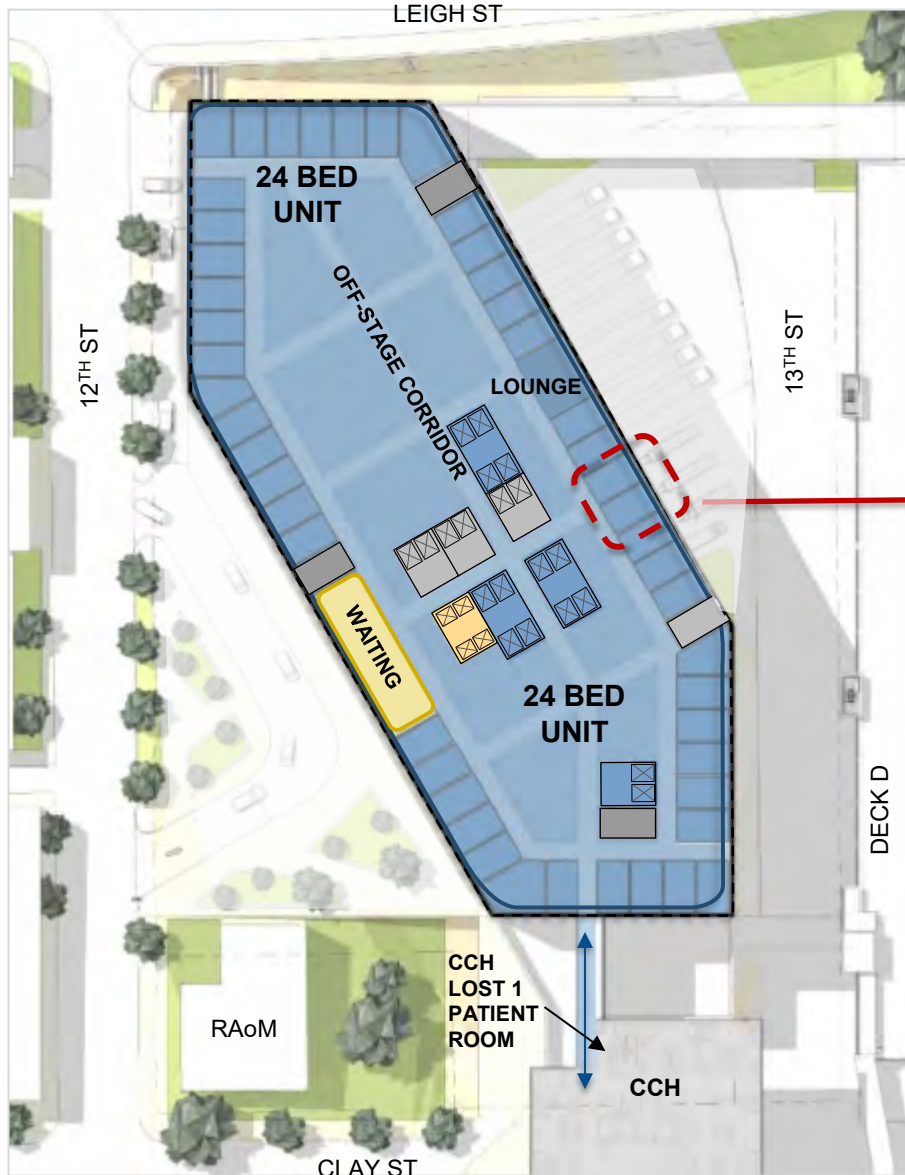 LEIGH ST
24 BED
UNIT
OFF-STAGE CORRIDOR
12TH ST
13TH ST
LOUNGE
WAITING
24 BED
UNIT
DECK D
CCH
LOST 1
PATIENT
ROOM
RAoM
CCH
CLAY ST